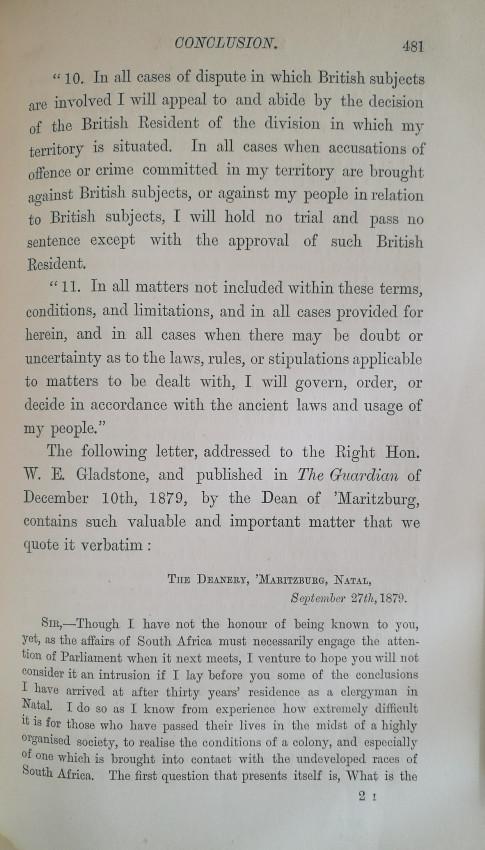 CONCLUSION. 481
"10. In all cases of dispute in which British subjects
are involved I will appeal to and abide by the decision
of the British Resident of the division in which my
territory is situated. In all cases when accusations of
offence or crime committed in my territory are brought
against British subjects, or against my people in relation
to British subjects, I will hold no trial and pass no
sentence except with the approval of such British
Resident.
"11. In all matters not included within these terms,
conditions, and limitations, and in all cases provided for
herein, and in all cases when there may be doubt or
uncertainty as to the laws, rules, or stipulations applicable
to matters to be dealt with, I will govern, order, or
decide in accordance with the ancient laws and usage of
my people."
The following letter, addressed to the Right Hon.
W. E. Gladstone, and published in The Guardian of
December 10th, 1879, by the Dean of 'Maritzburg,
contains such valuable and important matter that we
quote it verbatim :
The Deanery, 'Maritzburg, Natal,
September 27th, 1879.
Sir,—Though I have not the honour of being known to you,
yet, as the affairs of South Africa must necessarily engage the atten-
tion of Parliament when it next meets, I venture to hope you will not
consider it an intrusion if I lay before you some of the conclusions
I have arrived at after thirty years' residence as a clergyman in
Natal. I do so as I know from experience how extremely difficult
it is for those who have passed their lives in the midst of a highly
organised society, to realise the conditions of a colony, and especially
of one which is brought into contact with the undeveloped races of
South Africa. The first question that presents itself is, What is the
2 I